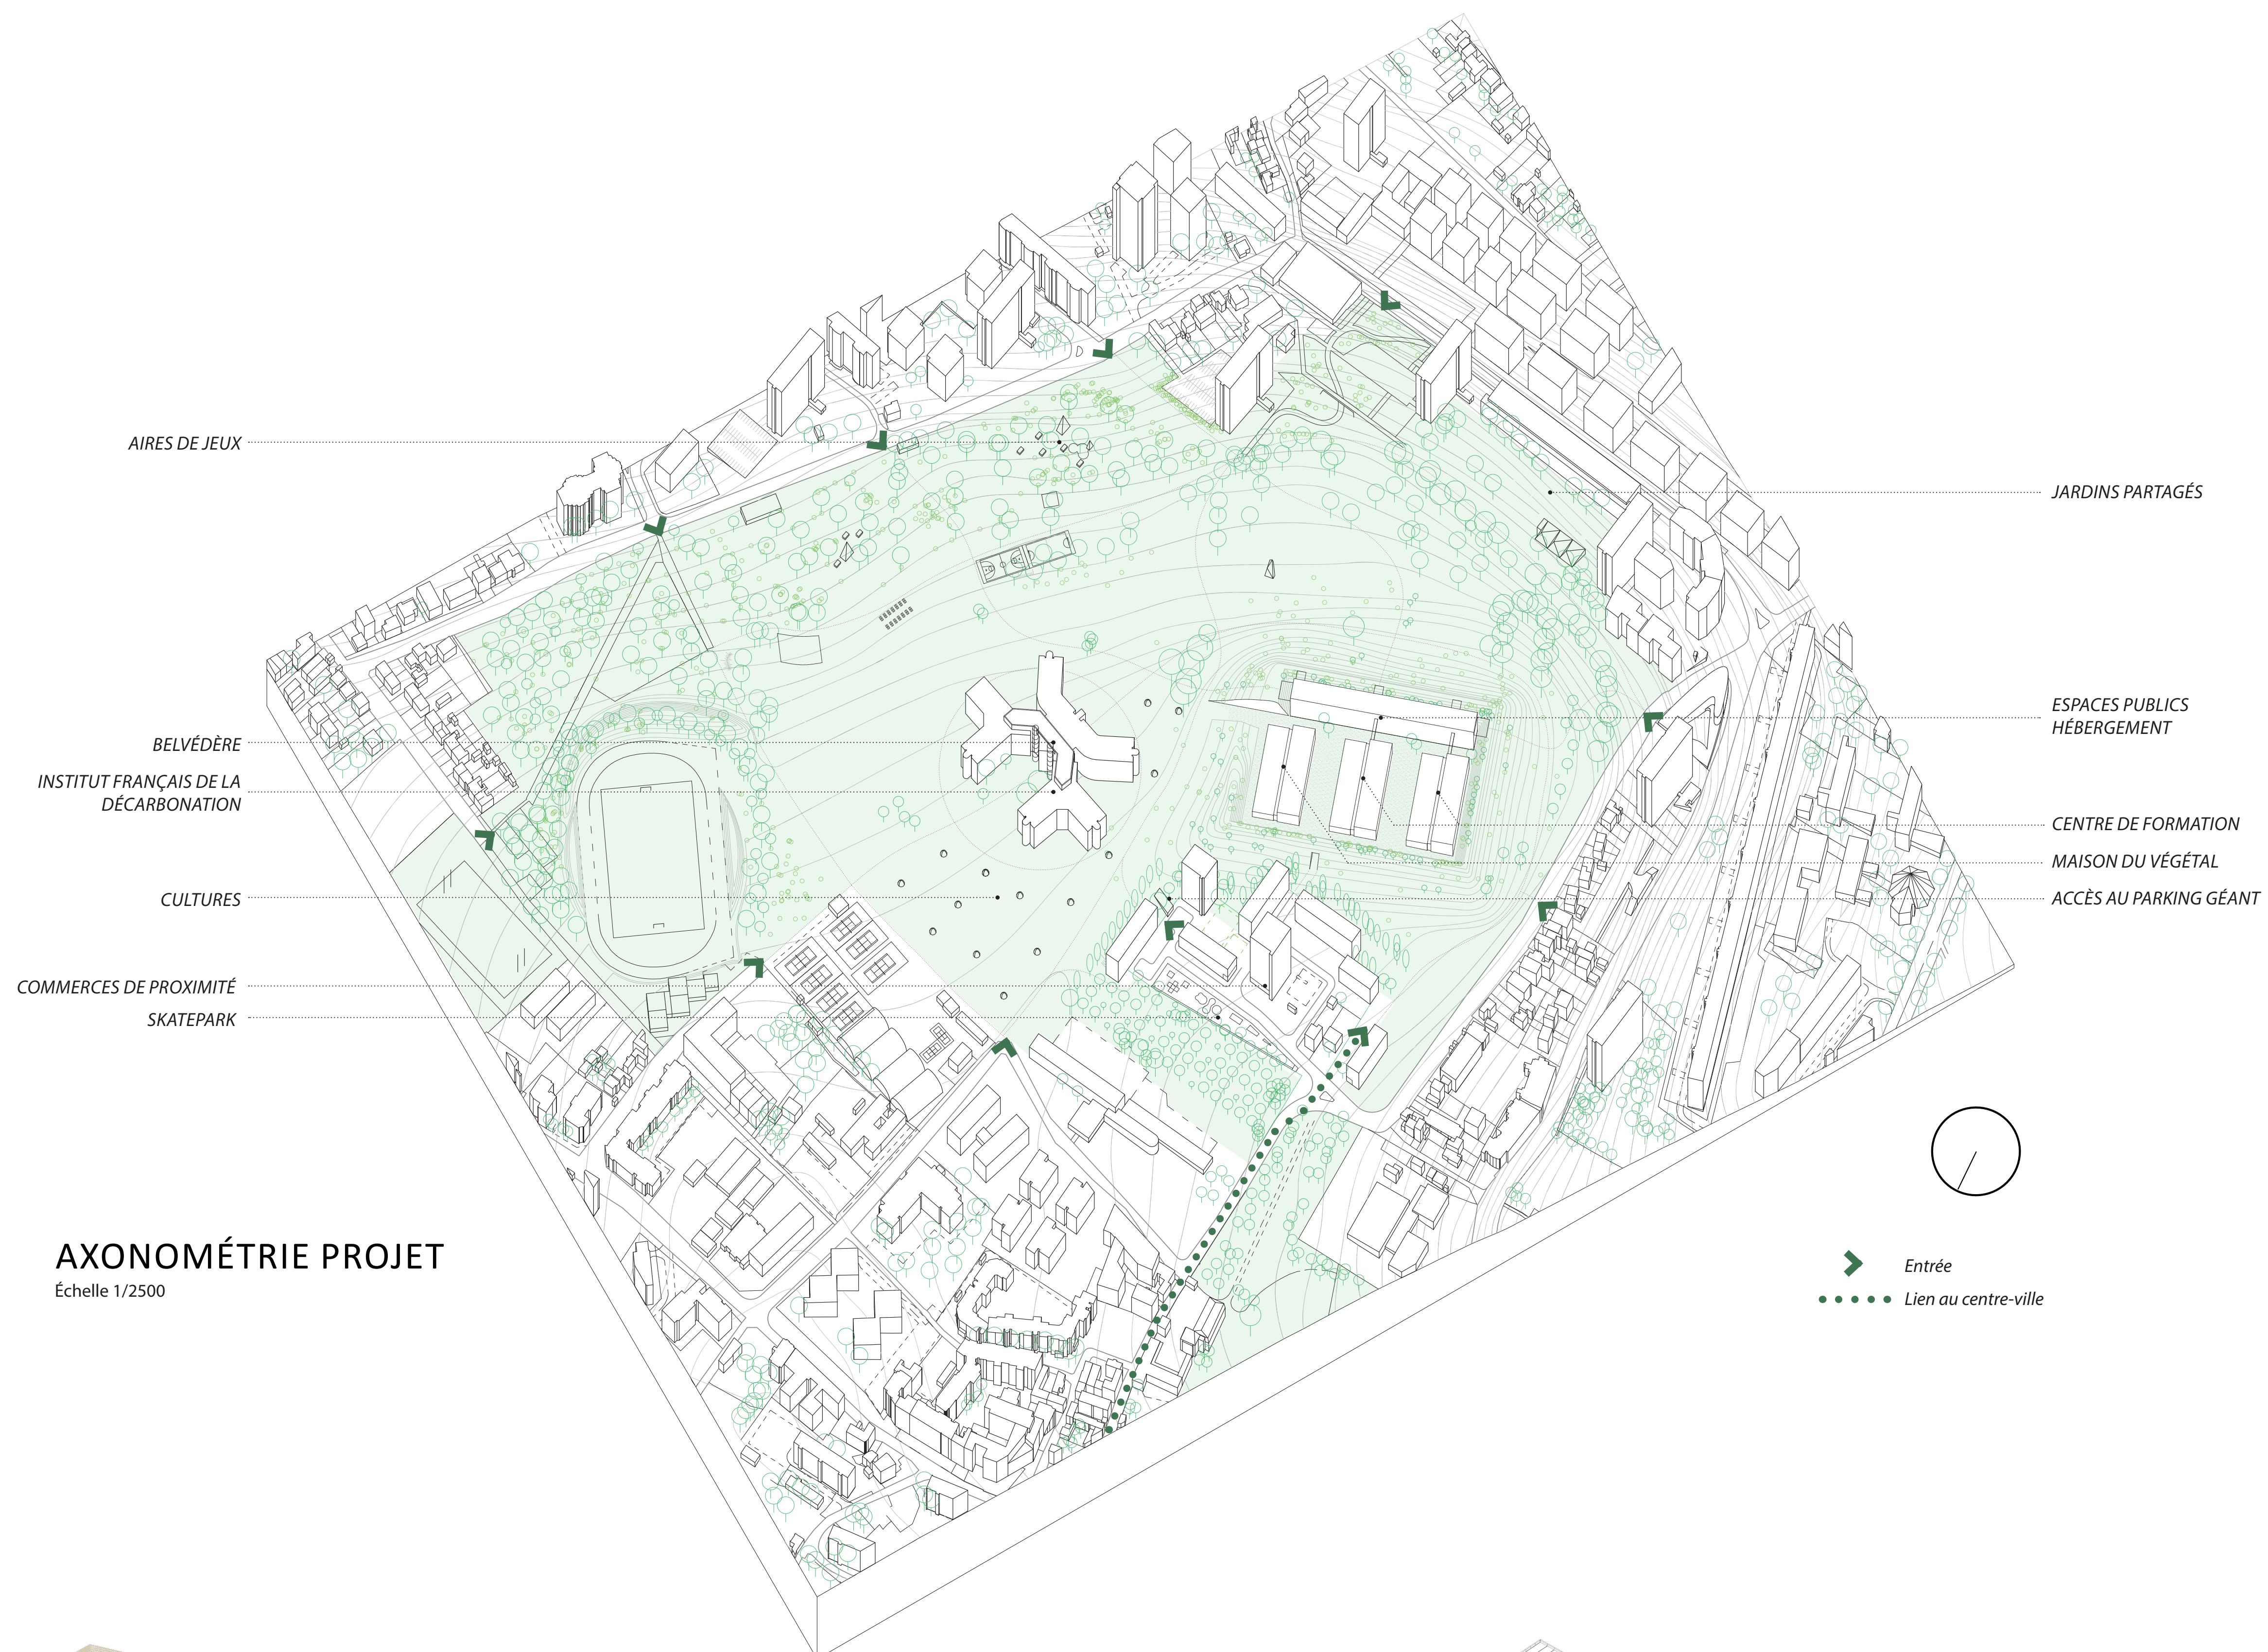 AIRES DE JEUX
JARDINS PARTAGÉS
ESPACES PUBLICS
HÉBERGEMENT
BELVÉDÈRE
INSTITUT FRANÇAIS DE LA
DÉCARBONATION
CENTRE DE FORMATION
MAISON DU VÉGÉTAL
CULTURES
ACCÈS AU PARKING GÉANT
COMMERCES DE PROXIMITÉ
SKATEPARK
AXONOMÉTRIE PROJET
Échelle 1/2500
Entrée
Lien au centre-ville